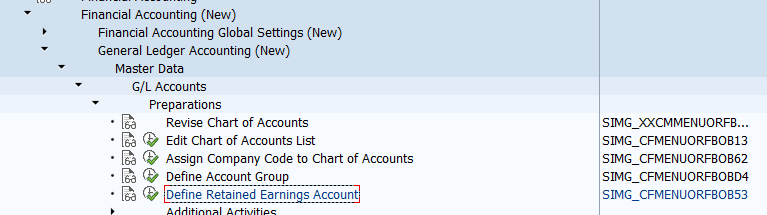 Financial Accounting (New)
Financial Accounting Global Settings (New)
General Ledger Accounting (New)
Master Data
G/L Accounts
Preparations
Revise Chart of Accounts SIMG_XXCMMENUORFB...
Edit Chart of Accounts List SIMG_CFMENUORFBOB13
Assign Company Code to Chart of Accounts SIMG_CFMENUORFBOB62
Define Account Group SIMG_CFMENUORFBOBD4
Define Retained Earnings Account SIMG_CFMENUORFBOB53
Additional Activities